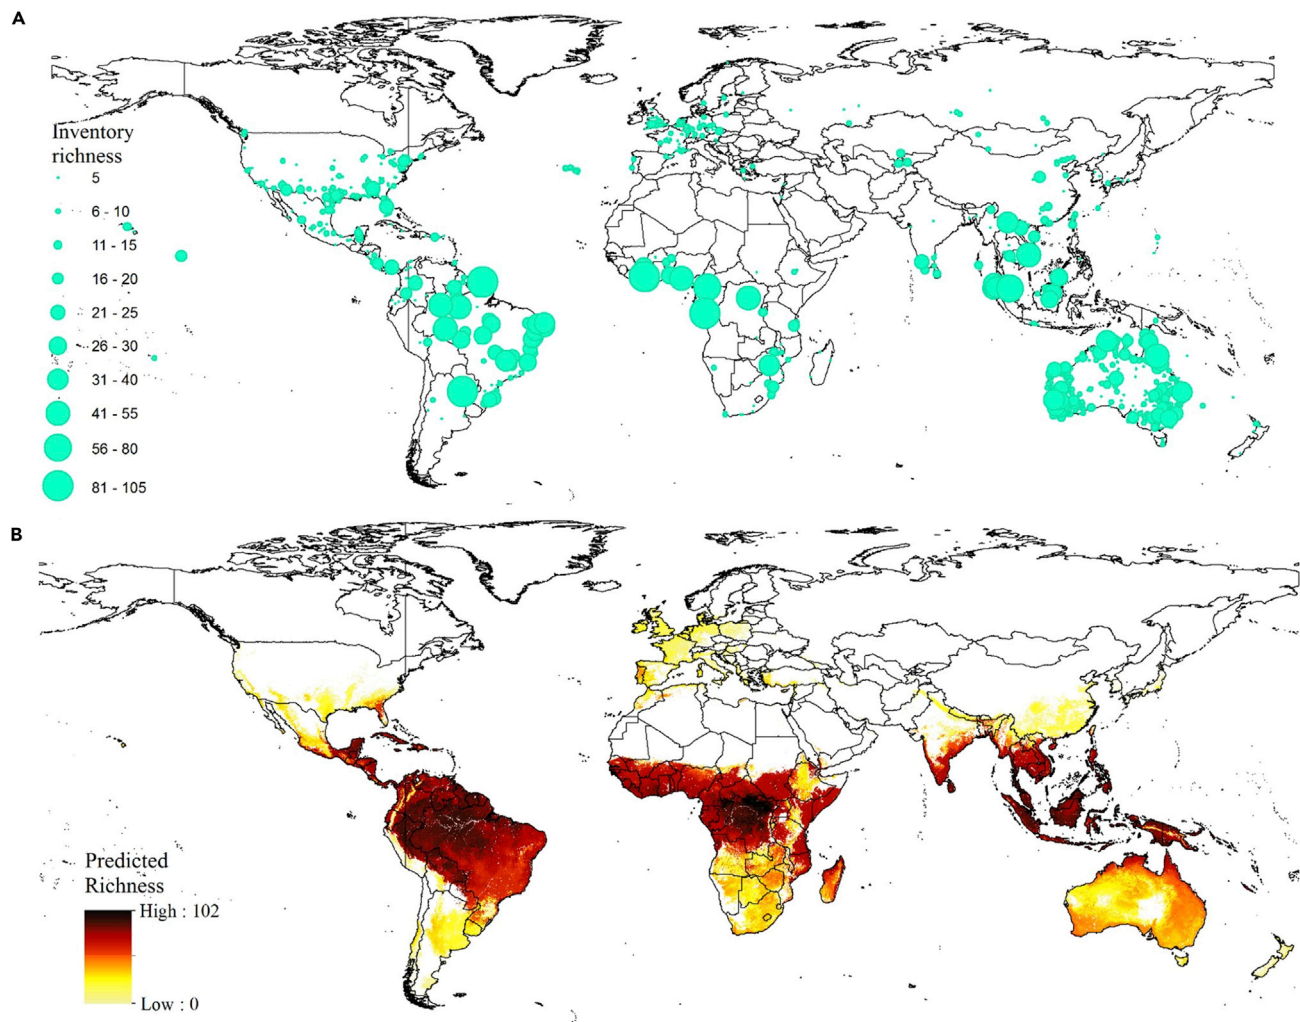 A
Inventory
richness
5
6 - 10
11 - 15
16 - 20
21 - 25
26 - 30
31 - 40
41 - 55
56 - 80
81 - 105
B
Predicted
Richness
High : 102
Low : 0